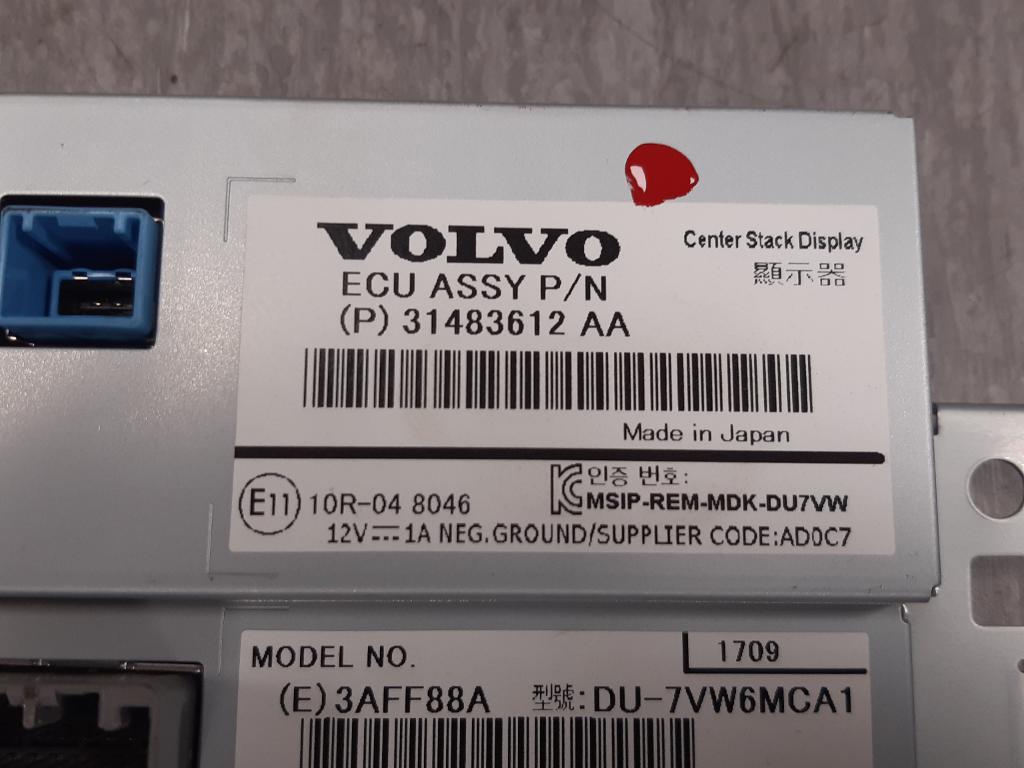 VOLVO
Center Stack Display
ECU ASSY P/N
顯示器
(P) 31483612 AA
Made in Japan
E11 10R-04 8046
인증 번호:
MSIP-REM-MDK-DU7VW
12V⎓1A NEG.GROUND/SUPPLIER CODE:AD0C7
MODEL NO.
1709
(E) 3AFF88A 型號:DU-7VW6MCA1